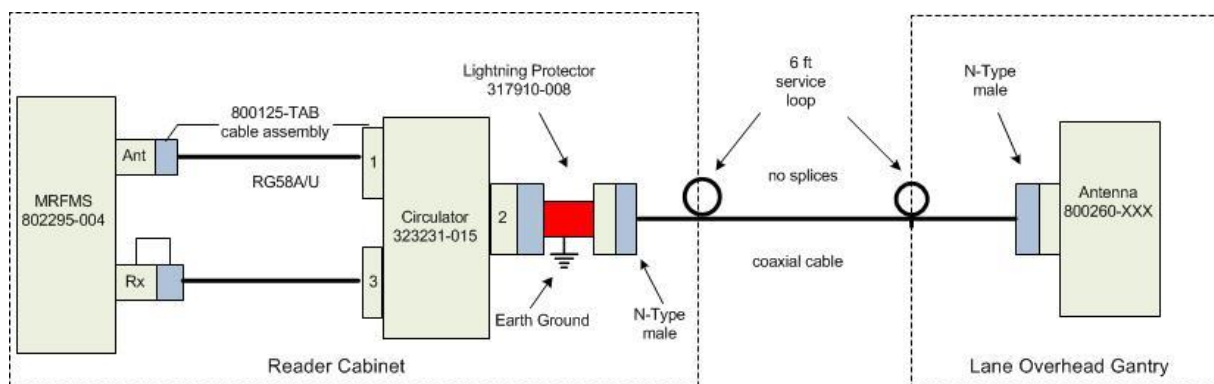 6 ft
service
loop
Lightning Protector
317910-008
N-Type
male
800125-TAB
cable assembly
Ant
1
RG58A/U
no splices
MRFMS
802295-004
Circulator
323231-015
2
Antenna
800260-XXX
coaxial cable
Rx
3
Earth Ground
N-Type
male
Reader Cabinet
Lane Overhead Gantry